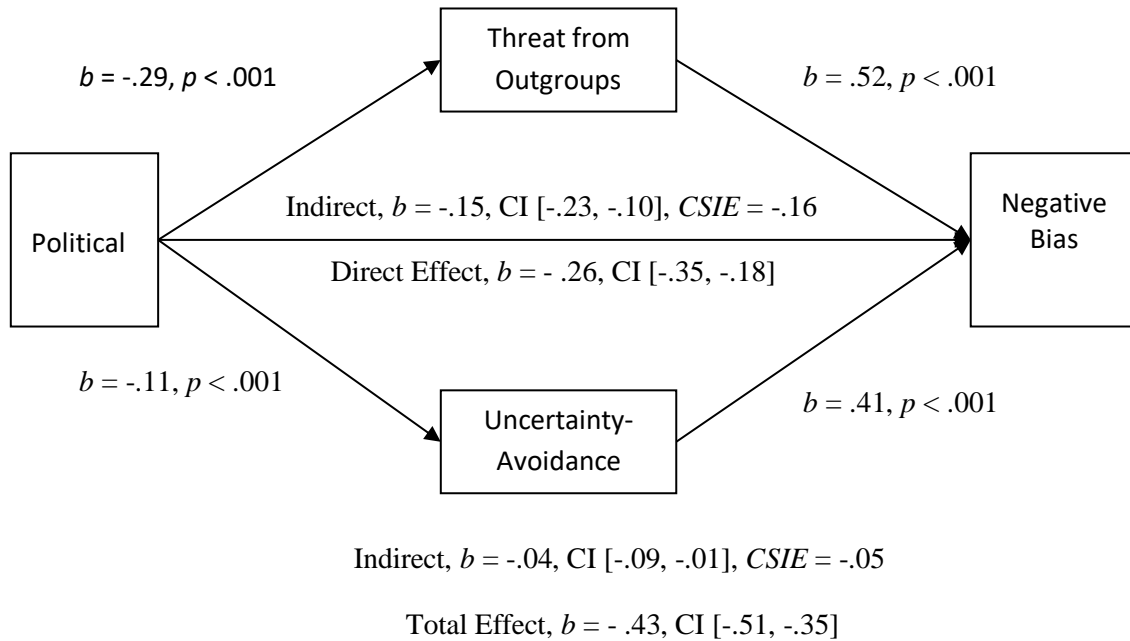 Threat from
Outgroups
b = -.29, p < .001
b = .52, p < .001
Political
Indirect, b = -.15, CI [-.23, -.10], CSIE = -.16
Direct Effect, b = - .26, CI [-.35, -.18]
Negative
Bias
b = -.11, p < .001
b = .41, p < .001
Uncertainty-
Avoidance
Indirect, b = -.04, CI [-.09, -.01], CSIE = -.05
Total Effect, b = - .43, CI [-.51, -.35]